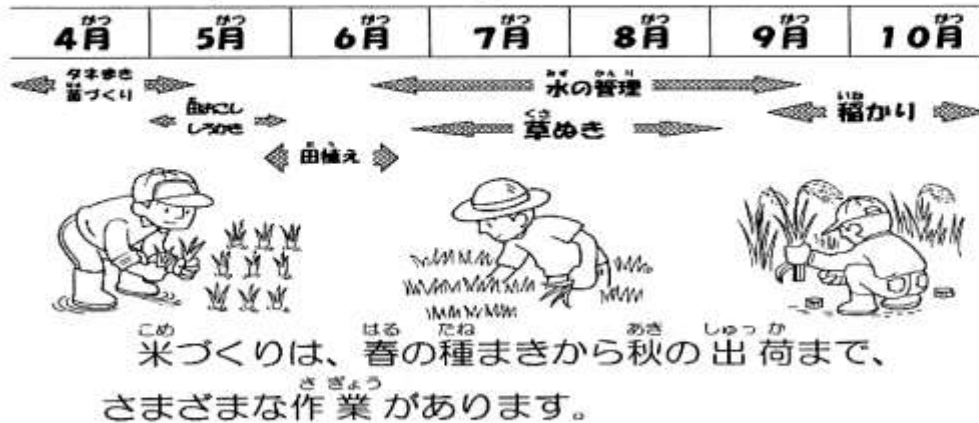 4月 5月 6月 7月 8月 9月 10月
タネまき
苗づくり
田おこし
しろかき
田植え
水の管理
草ぬき
稲かり
米づくりは、春の種まきから秋の出荷まで、
さまざまな作業があります。